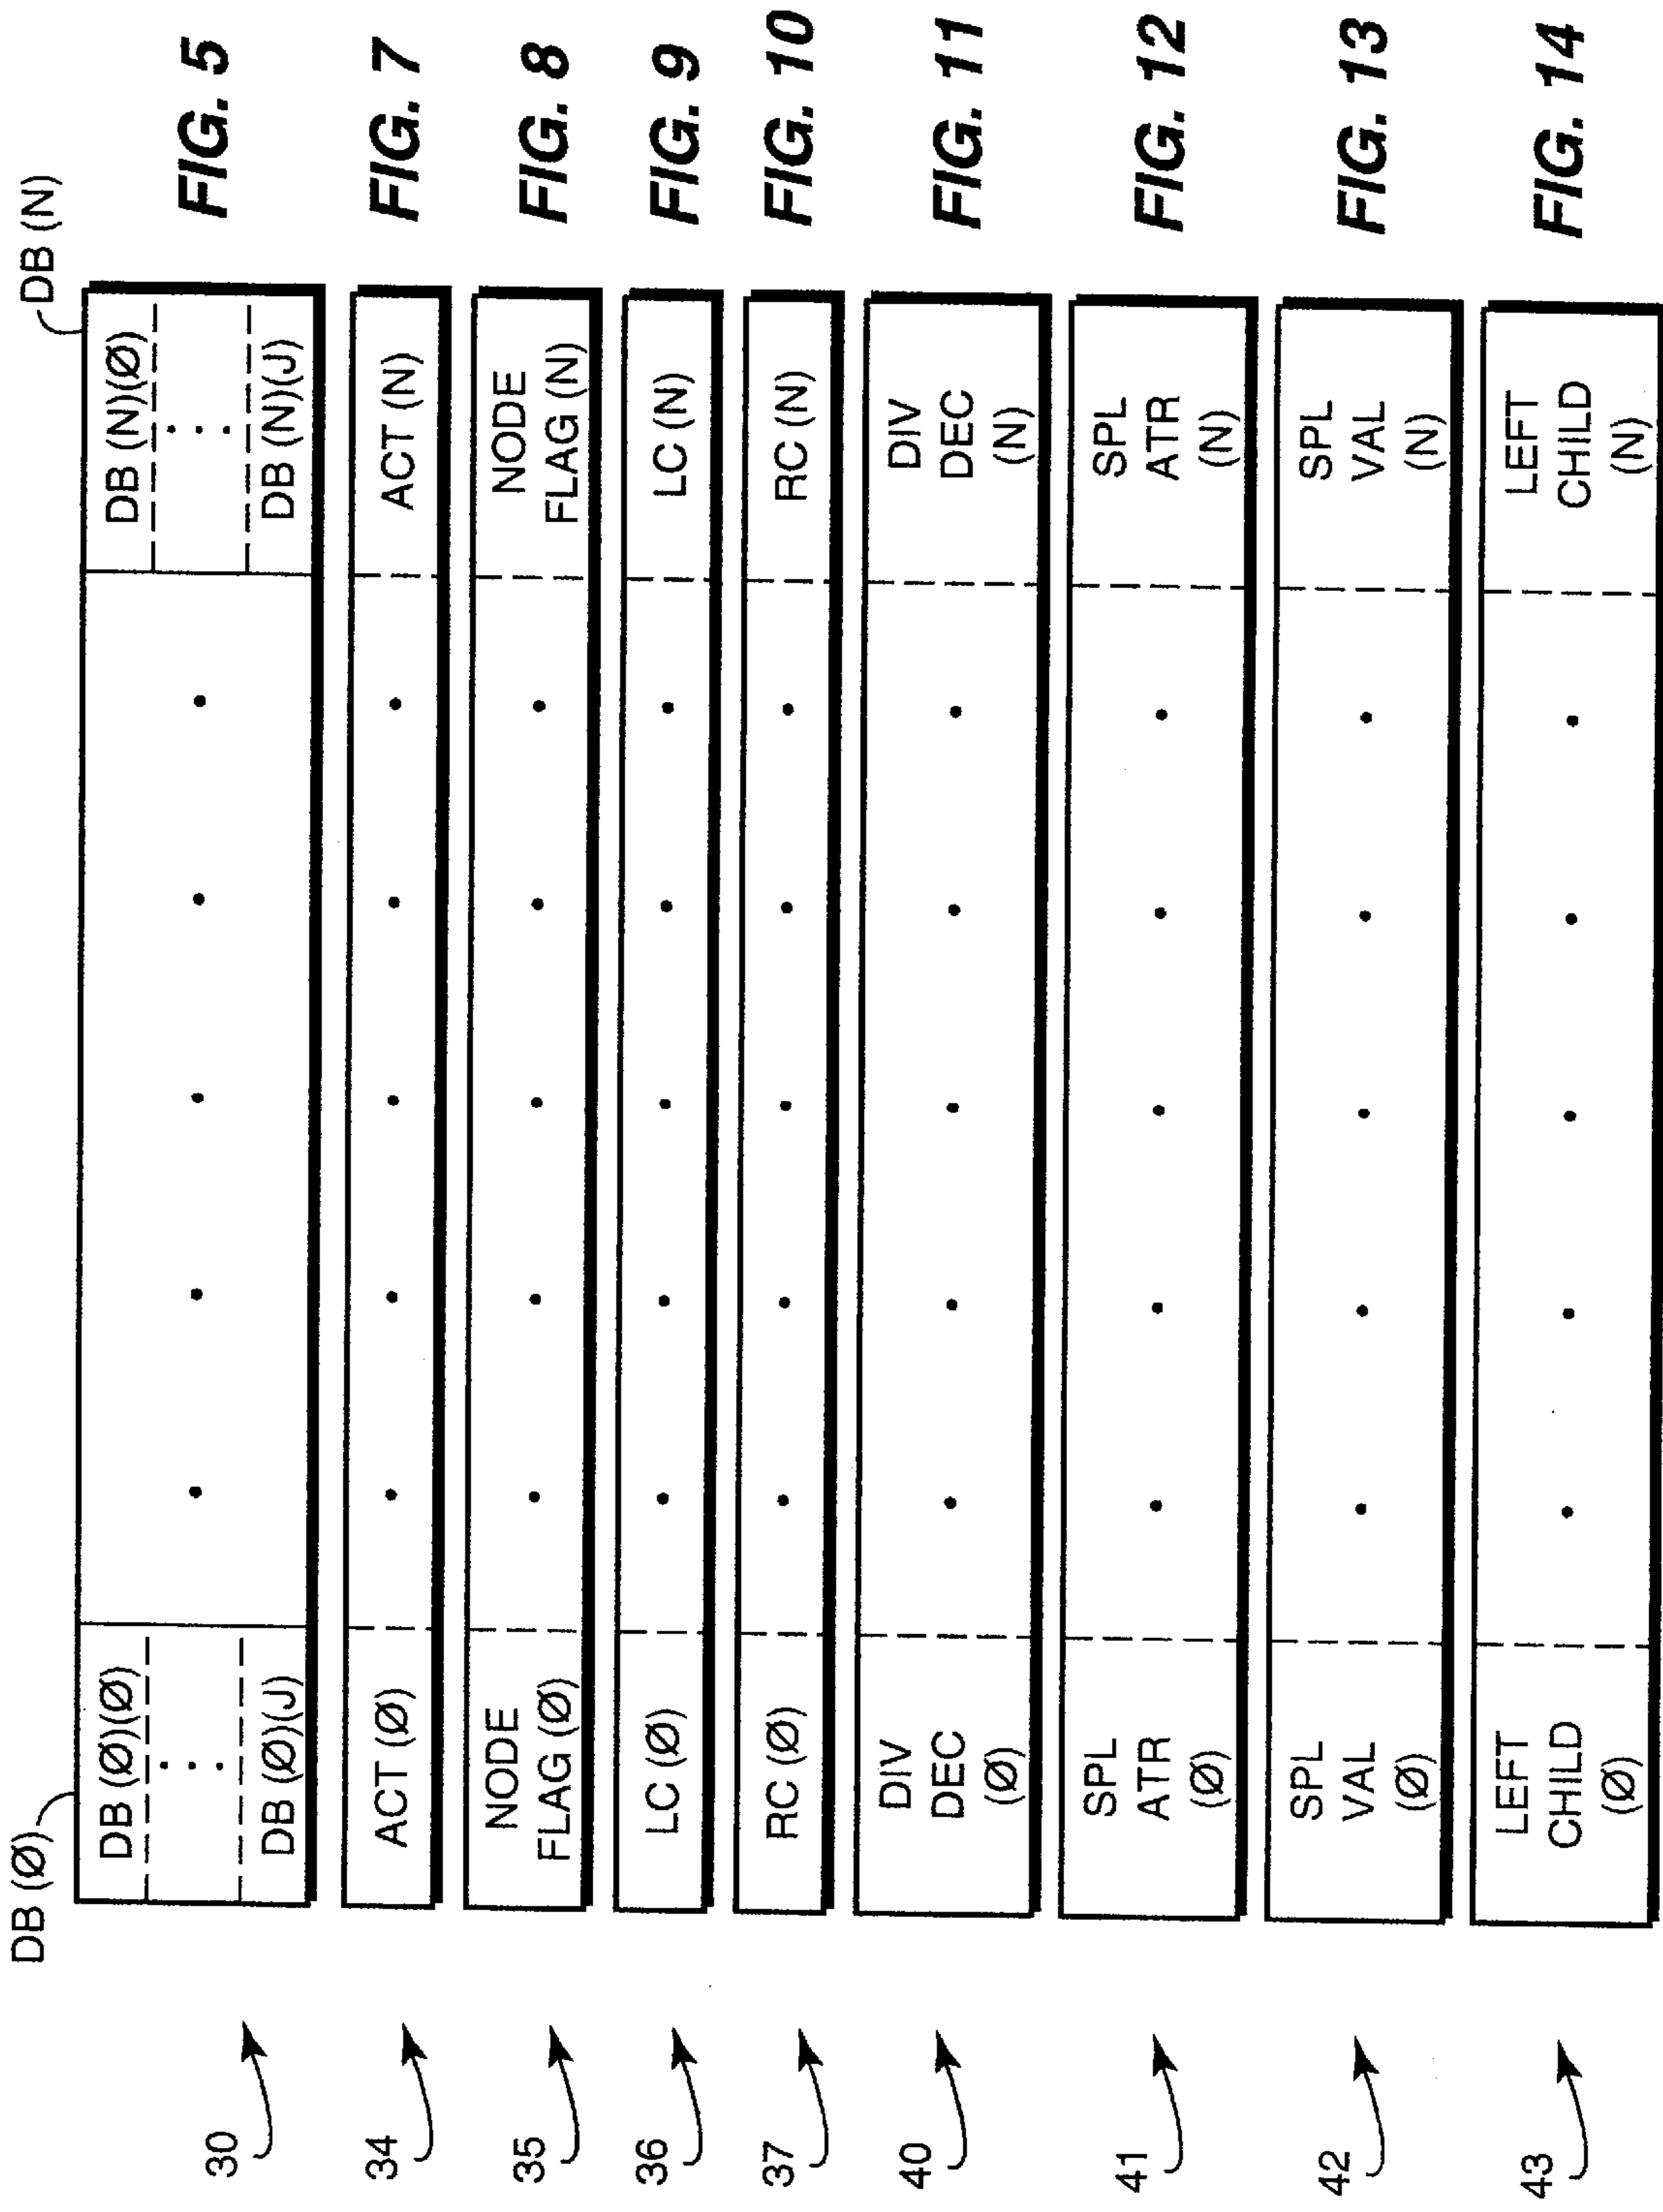 DB (Ø)
DB (N)
30
DB (Ø)(Ø)
DB (Ø)(J)
DB (N)(Ø)
DB (N)(J)
FIG. 5
34
ACT (Ø)
ACT (N)
FIG. 7
35
NODE
FLAG (Ø)
NODE
FLAG (N)
FIG. 8
36
LC (Ø)
LC (N)
FIG. 9
37
RC (Ø)
RC (N)
FIG. 10
40
DIV
DEC
(Ø)
DIV
DEC
(N)
FIG. 11
41
SPL
ATR
(Ø)
SPL
ATR
(N)
FIG. 12
42
SPL
VAL
(Ø)
SPL
VAL
(N)
FIG. 13
43
LEFT
CHILD
(Ø)
LEFT
CHILD
(N)
FIG. 14